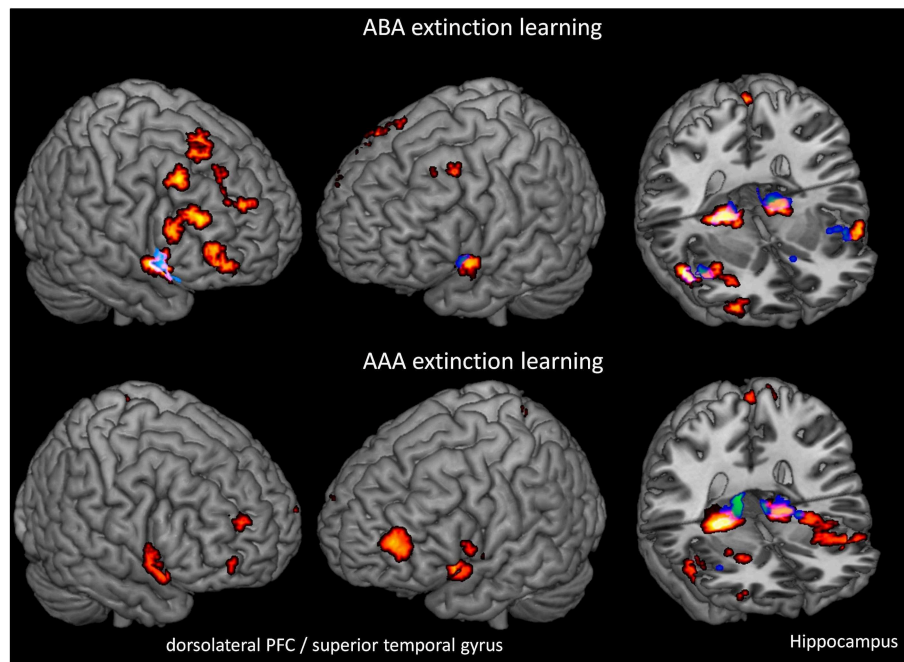 ABA extinction learning
AAA extinction learning
dorsolateral PFC / superior temporal gyrus
Hippocampus